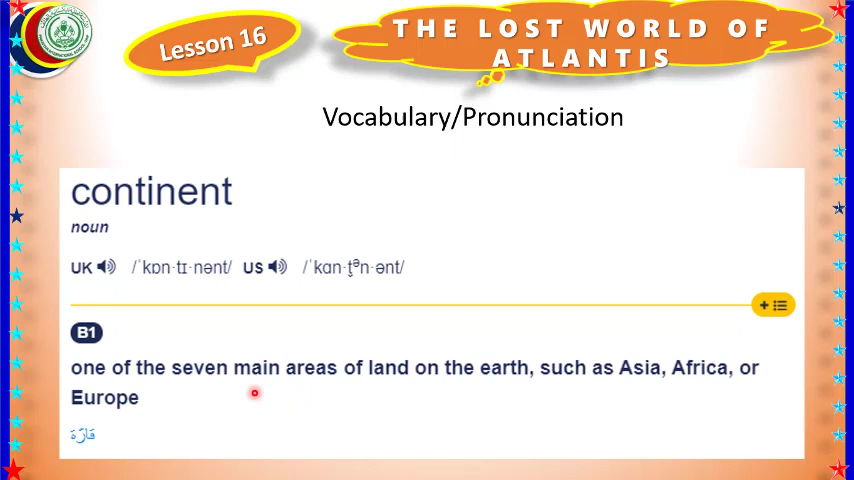 Lesson 16
THE LOST WORLD OF
ATLANTIS
Vocabulary/Pronunciation
continent
noun
UK /ˈkɒn·tɪ·nənt/ US /ˈkɑn·t̬ᵊn·ənt/
B1
one of the seven main areas of land on the earth, such as Asia, Africa, or
Europe
قَارّة